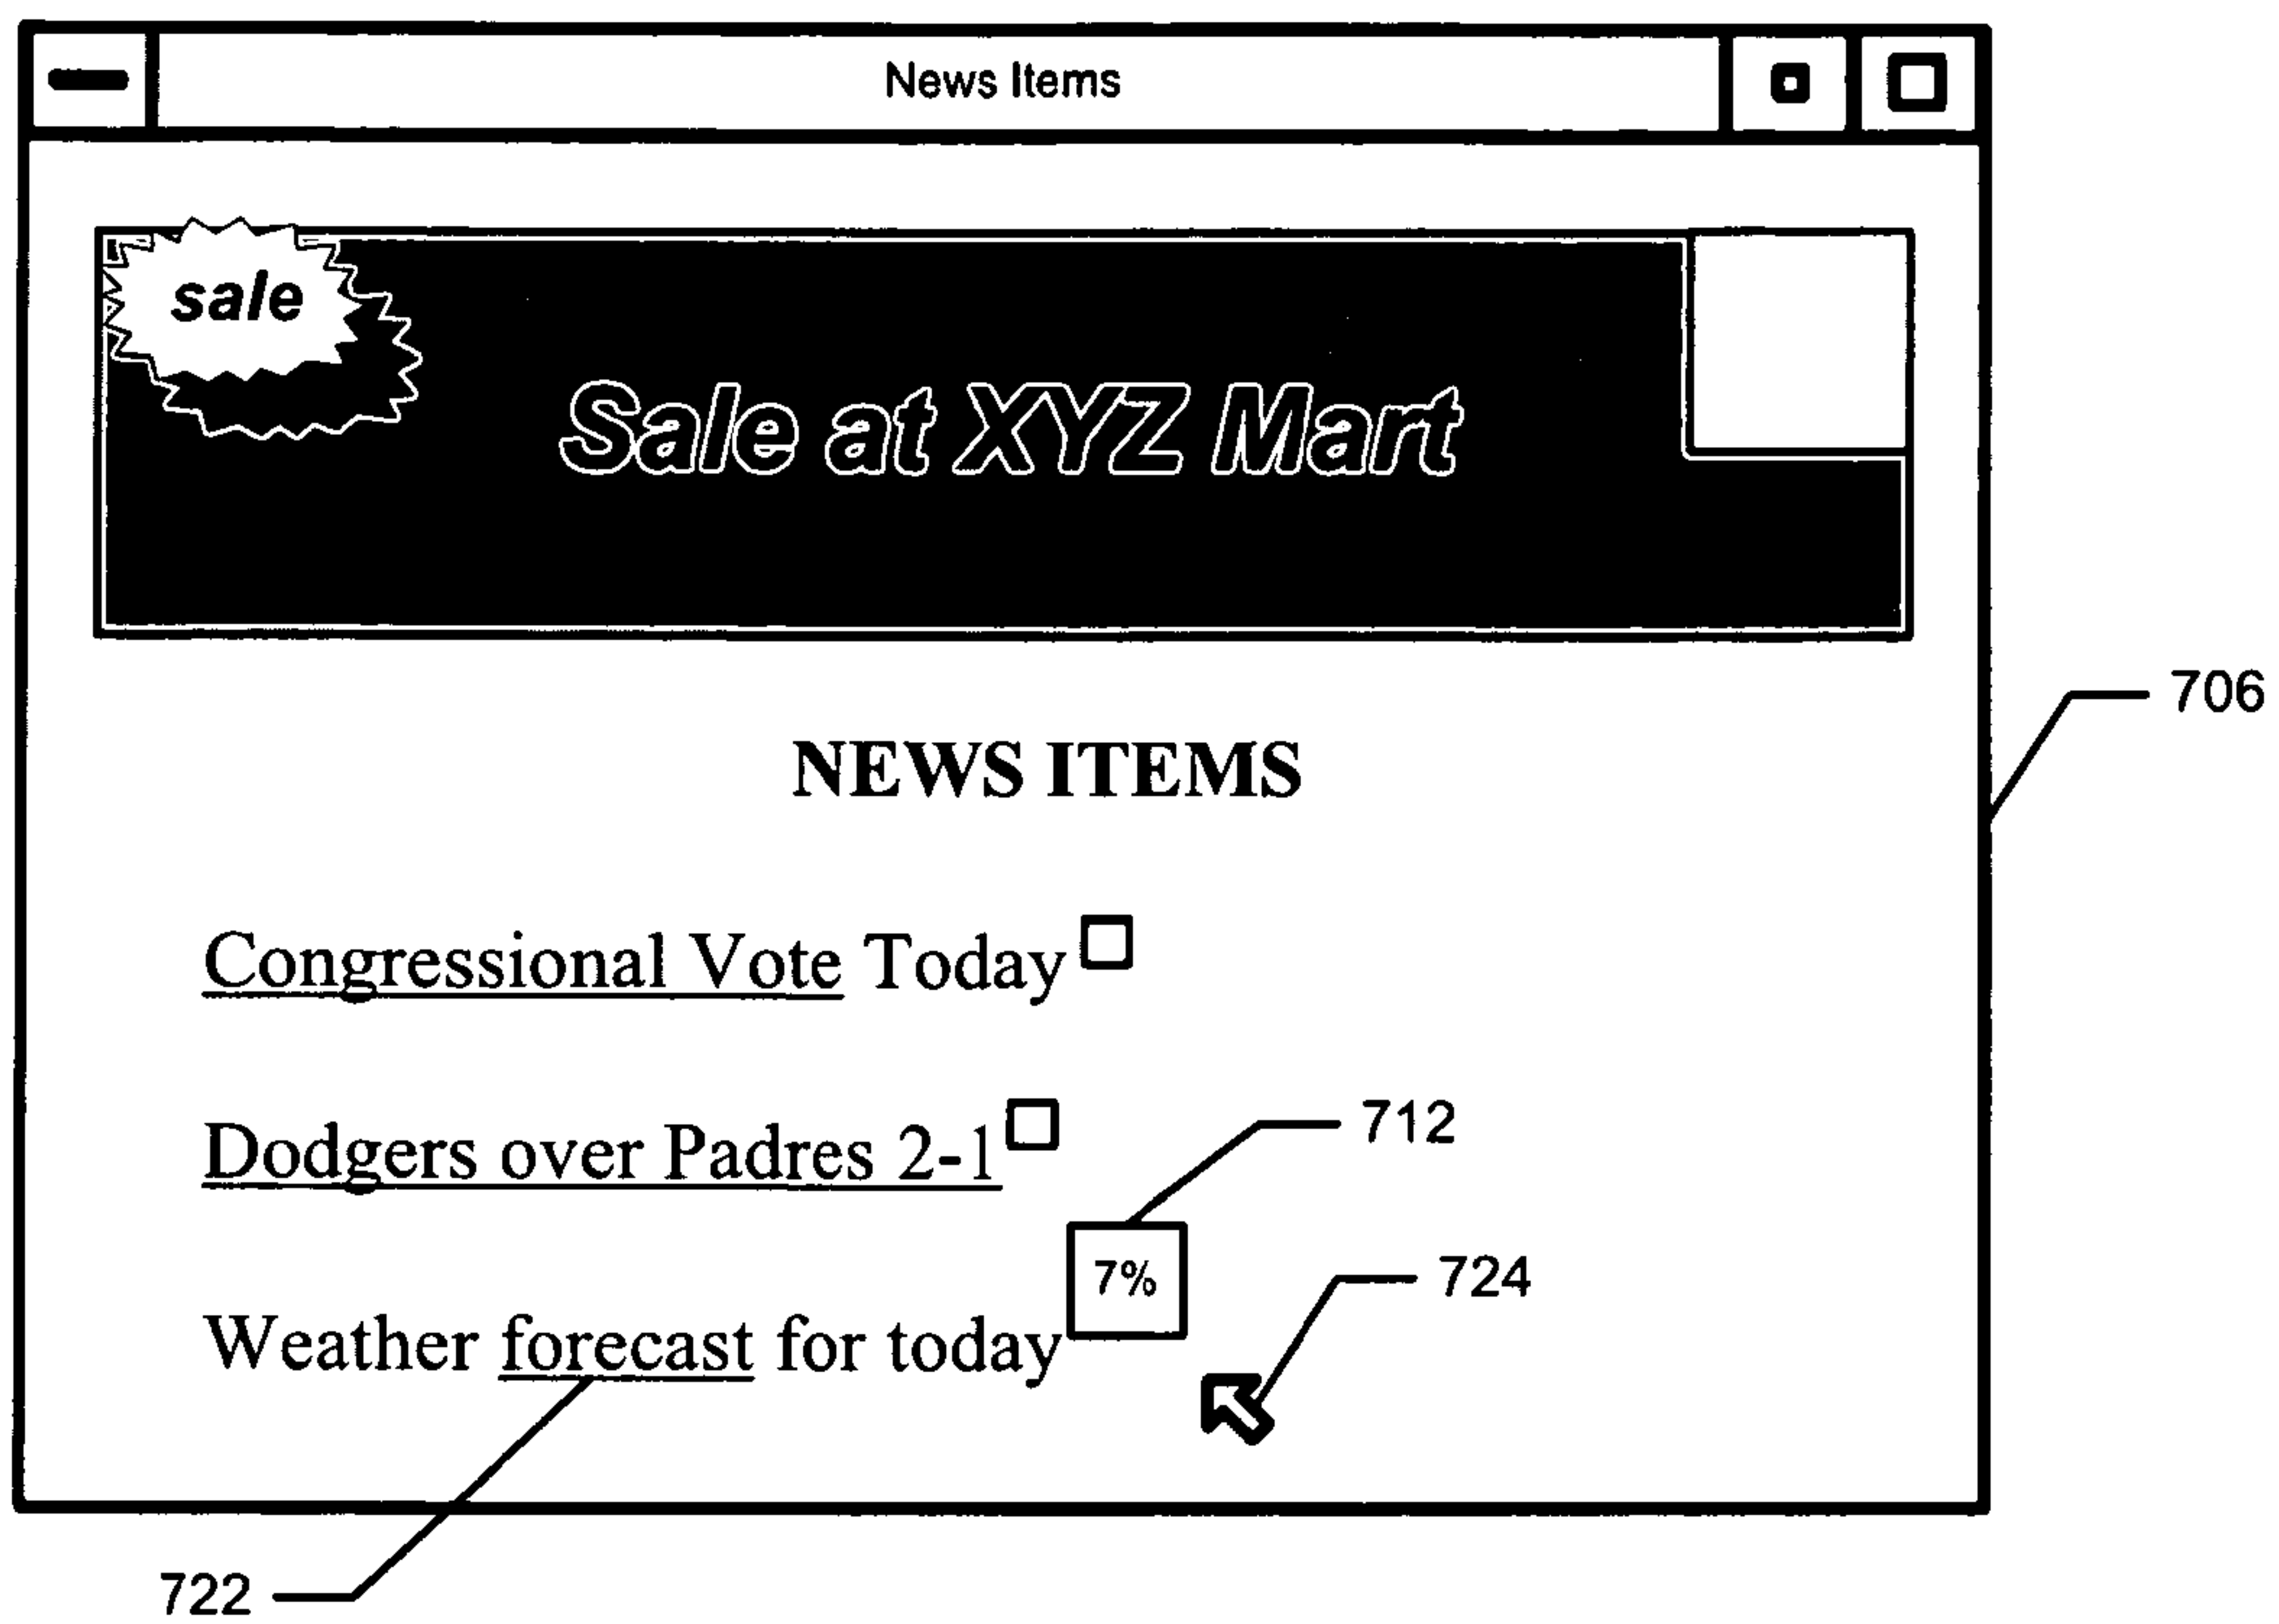 News Items
sale
Sale at XYZ Mart
706
NEWS ITEMS
Congressional Vote Today
712
Dodgers over Padres 2-1
7%
724
Weather forecast for today
722